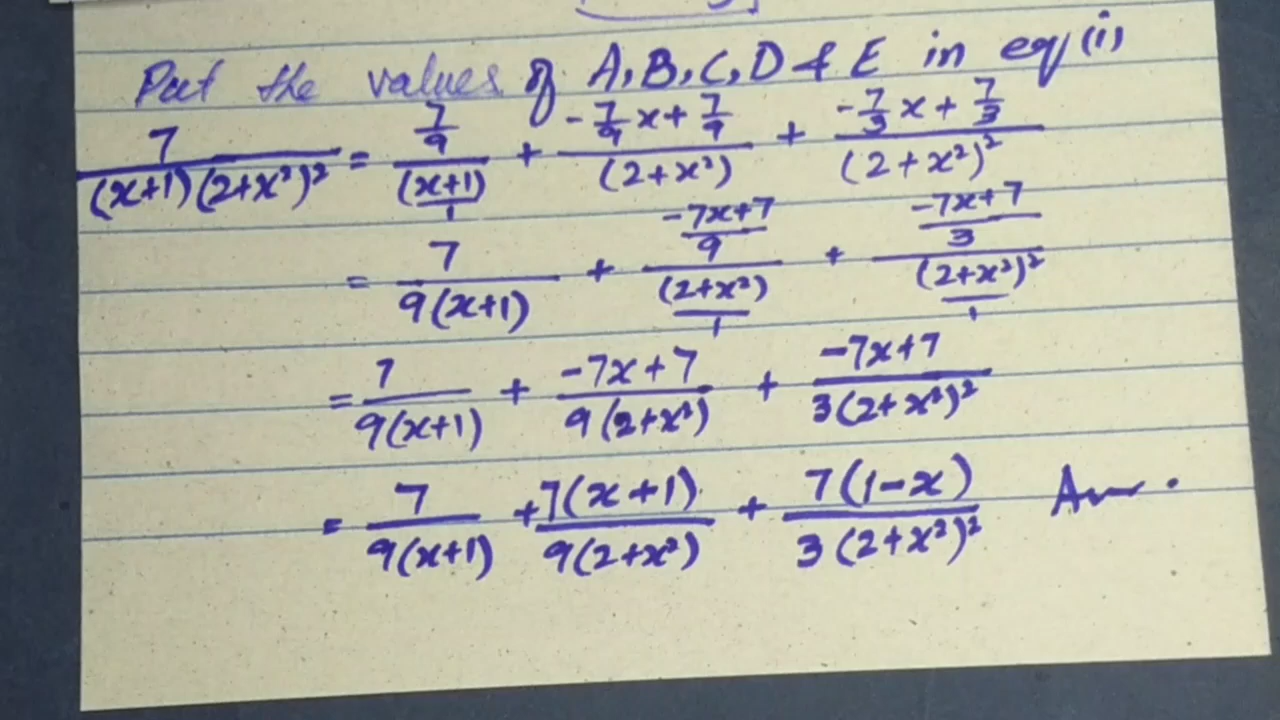 Put the values of A, B, C, D & E in eq (i)
7/((x+1)(2+x²)²) = (7/9)/((x+1)/1) + (-7/9 x + 7/9)/(2+x²) + (-7/3 x + 7/3)/(2+x²)²
= 7/(9(x+1)) + ((-7x+7)/9)/((2+x²)/1) + ((-7x+7)/3)/((2+x²)²/1)
= 7/(9(x+1)) + (-7x+7)/(9(2+x²)) + (-7x+7)/(3(2+x²)²)
= 7/(9(x+1)) + 7(x+1)/(9(2+x²)) + 7(1-x)/(3(2+x²)²) Ans.